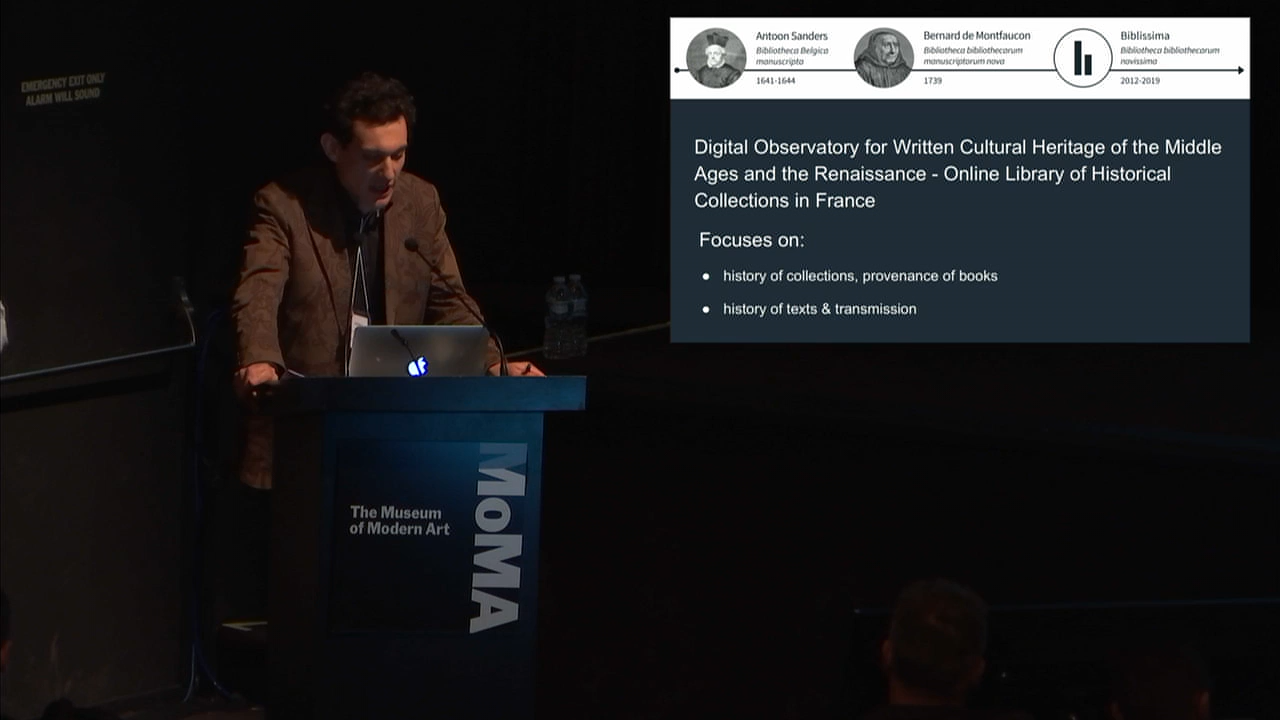 EMERGENCY EXIT ONLY
ALARM WILL SOUND
Antoon Sanders
Bibliotheca Belgica
manuscripta
1641-1644
Bernard de Montfaucon
Bibliotheca bibliothecarum
manuscriptorum nova
1739
Biblissima
Bibliotheca bibliothecarum
novissima
2012-2019
Digital Observatory for Written Cultural Heritage of the Middle
Ages and the Renaissance - Online Library of Historical
Collections in France
Focuses on:
● history of collections, provenance of books
● history of texts & transmission
The Museum
of Modern Art
MoMA